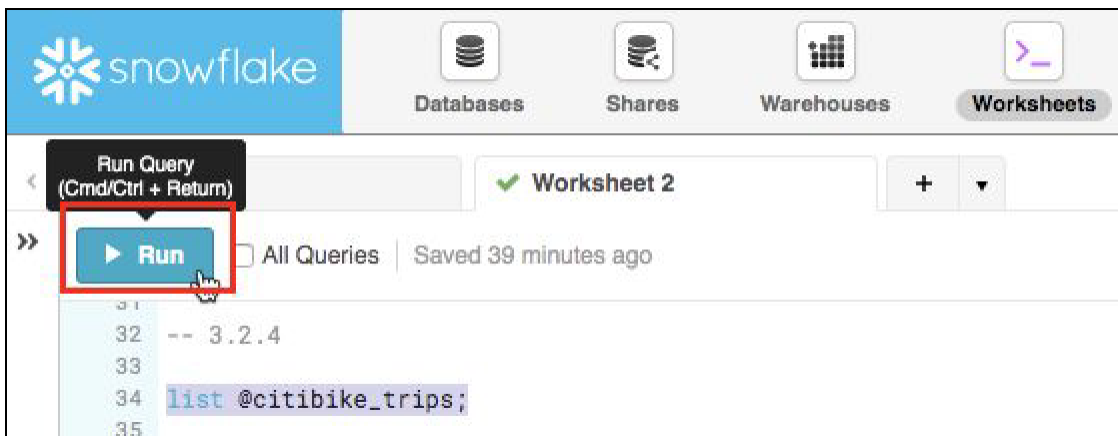 snowflake
Databases
Shares
Warehouses
>_
Worksheets
Run Query
(Cmd/Ctrl + Return)
Worksheet 2
+
Run
All Queries
Saved 39 minutes ago
31
32 -- 3.2.4
33
34 list @citibike_trips;
35